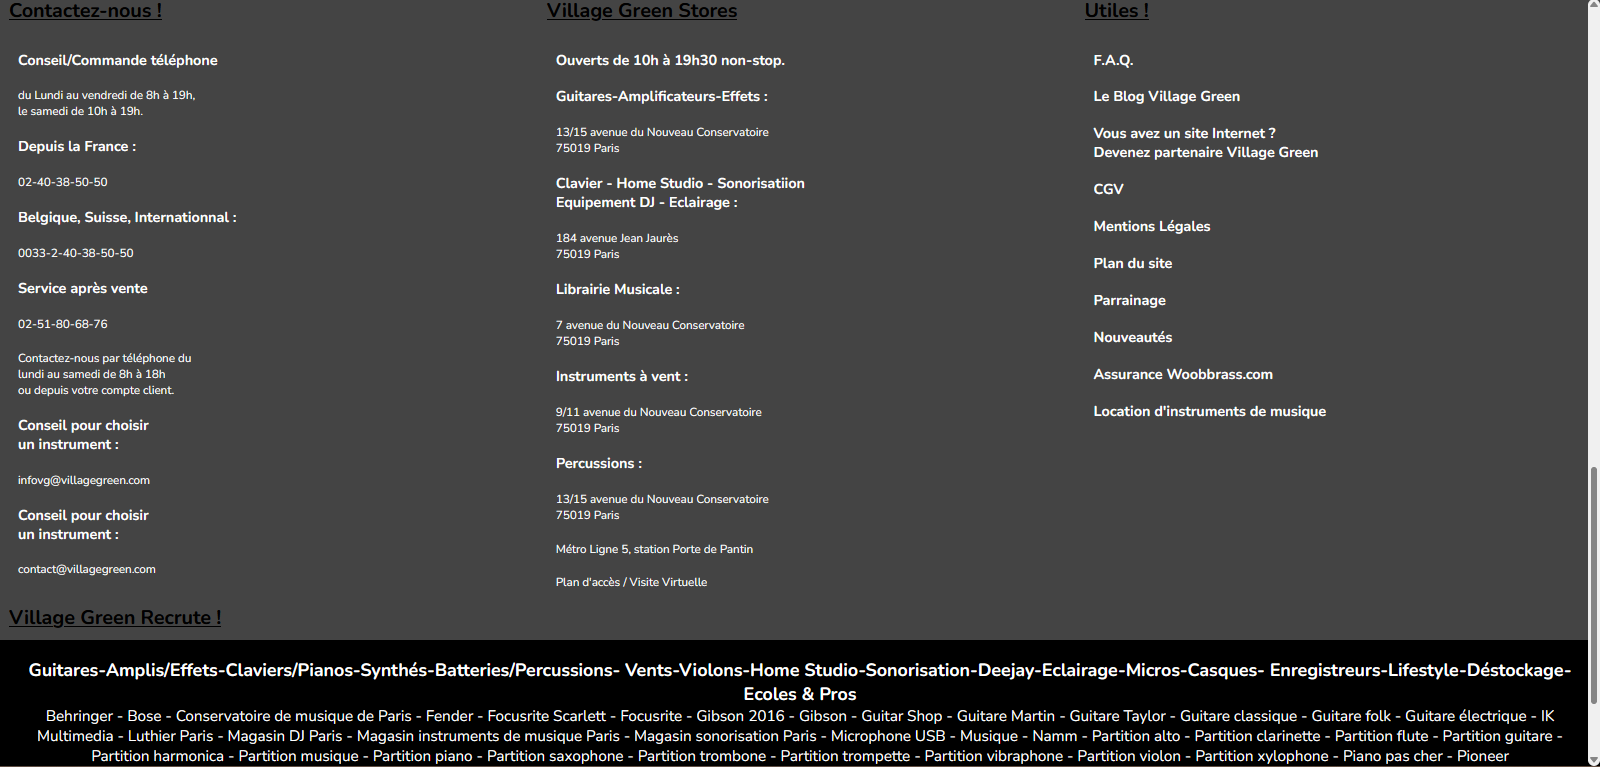 Contactez-nous !
Conseil/Commande téléphone
du Lundi au vendredi de 8h à 19h,
le samedi de 10h à 19h.
Depuis la France :
02-40-38-50-50
Belgique, Suisse, Internationnal :
0033-2-40-38-50-50
Service après vente
02-51-80-68-76
Contactez-nous par téléphone du
lundi au samedi de 8h à 18h
ou depuis votre compte client.
Conseil pour choisir
un instrument :
infovg@villagegreen.com
Conseil pour choisir
un instrument :
contact@villagegreen.com
Village Green Stores
Ouverts de 10h à 19h30 non-stop.
Guitares-Amplificateurs-Effets :
13/15 avenue du Nouveau Conservatoire
75019 Paris
Clavier - Home Studio - Sonorisatiion
Equipement DJ - Eclairage :
184 avenue Jean Jaurès
75019 Paris
Librairie Musicale :
7 avenue du Nouveau Conservatoire
75019 Paris
Instruments à vent :
9/11 avenue du Nouveau Conservatoire
75019 Paris
Percussions :
13/15 avenue du Nouveau Conservatoire
75019 Paris
Métro Ligne 5, station Porte de Pantin
Plan d'accès / Visite Virtuelle
Utiles !
F.A.Q.
Le Blog Village Green
Vous avez un site Internet ?
Devenez partenaire Village Green
CGV
Mentions Légales
Plan du site
Parrainage
Nouveautés
Assurance Woobbrass.com
Location d'instruments de musique
Village Green Recrute !
Guitares-Amplis/Effets-Claviers/Pianos-Synthés-Batteries/Percussions- Vents-Violons-Home Studio-Sonorisation-Deejay-Eclairage-Micros-Casques- Enregistreurs-Lifestyle-Déstockage-
Ecoles & Pros
Behringer - Bose - Conservatoire de musique de Paris - Fender - Focusrite Scarlett - Focusrite - Gibson 2016 - Gibson - Guitar Shop - Guitare Martin - Guitare Taylor - Guitare classique - Guitare folk - Guitare électrique - IK
Multimedia - Luthier Paris - Magasin DJ Paris - Magasin instruments de musique Paris - Magasin sonorisation Paris - Microphone USB - Musique - Namm - Partition alto - Partition clarinette - Partition flute - Partition guitare -
Partition harmonica - Partition musique - Partition piano - Partition saxophone - Partition trombone - Partition trompette - Partition vibraphone - Partition violon - Partition xylophone - Piano pas cher - Pioneer